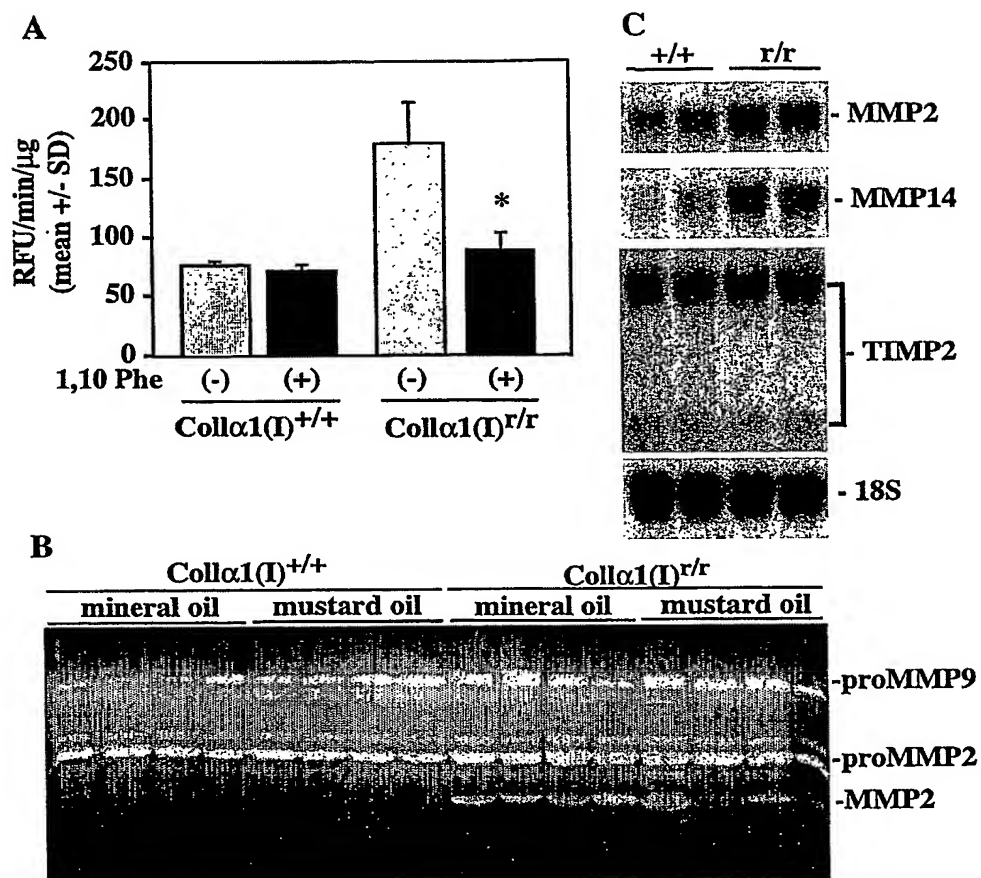 A
250
200
150
100
50
0
RFU/min/µg
(mean +/- SD)
*
1,10 Phe (-) (+) (-) (+)
Collα1(I)+/+ Collα1(I)r/r
C
+/+ r/r
- MMP2
- MMP14
- TIMP2
- 18S
B
Collα1(I)+/+ Collα1(I)r/r
mineral oil mustard oil mineral oil mustard oil
-proMMP9
-proMMP2
-MMP2